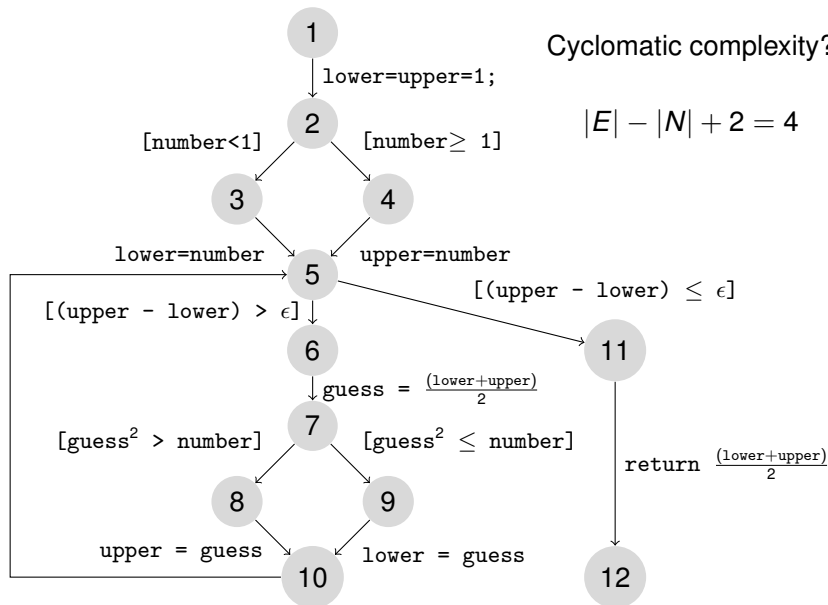 1
Cyclomatic complexity?
lower=upper=1;
2
|E| − |N| + 2 = 4
[number<1] [number≥ 1]
3 4
lower=number upper=number
5
[(upper - lower) > ϵ] [(upper - lower) ≤ ϵ]
6 11
guess = (lower+upper)/2
7
[guess² > number] [guess² ≤ number]
return (lower+upper)/2
8 9
upper = guess lower = guess
10 12